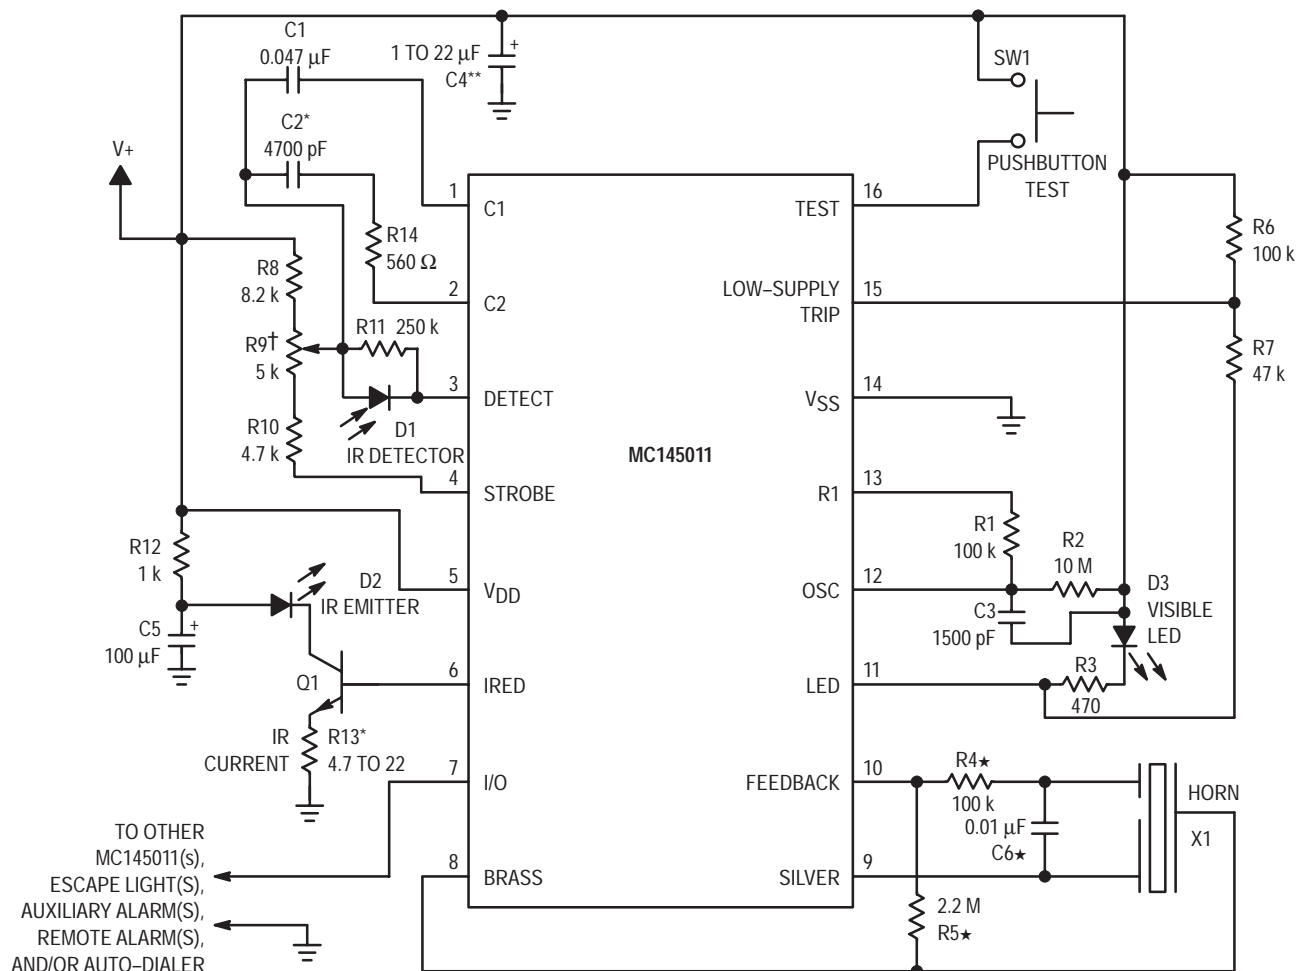 C1
0.047 µF
1 TO 22 µF
+
C4**
SW1
C2*
4700 pF
V+
PUSHBUTTON
TEST
1
C1
16
TEST
R14
560 Ω
R6
100 k
R8
8.2 k
2
C2
LOW–SUPPLY
TRIP
15
R11 250 k
R9†
5 k
R7
47 k
3
DETECT
14
VSS
D1
IR DETECTOR
R10
4.7 k
MC145011
4
STROBE
13
R1
R1
100 k
R12
1 k
R2
10 M
D2
IR EMITTER
5
VDD
12
OSC
D3
VISIBLE
LED
C3
1500 pF
C5
+
100 µF
Q1
6
IRED
11
LED
R3
470
IR
CURRENT
R13*
4.7 TO 22
7
I/O
10
FEEDBACK
R4★
100 k
HORN
X1
0.01 µF
C6★
TO OTHER
MC145011(s),
ESCAPE LIGHT(S),
AUXILIARY ALARM(S),
REMOTE ALARM(S),
AND/OR AUTO–DIALER
8
BRASS
9
SILVER
2.2 M
R5★